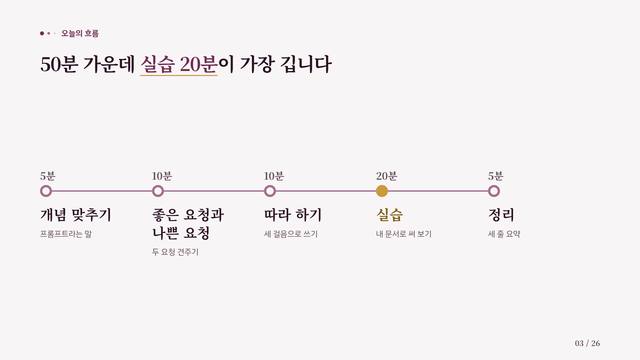 오늘의 흐름
50분 가운데 실습 20분이 가장 깁니다
5분
개념 맞추기
프롬프트라는 말
10분
좋은 요청과
나쁜 요청
두 요청 견주기
10분
따라 하기
세 걸음으로 쓰기
20분
실습
내 문서로 써 보기
5분
정리
세 줄 요약
03 / 26